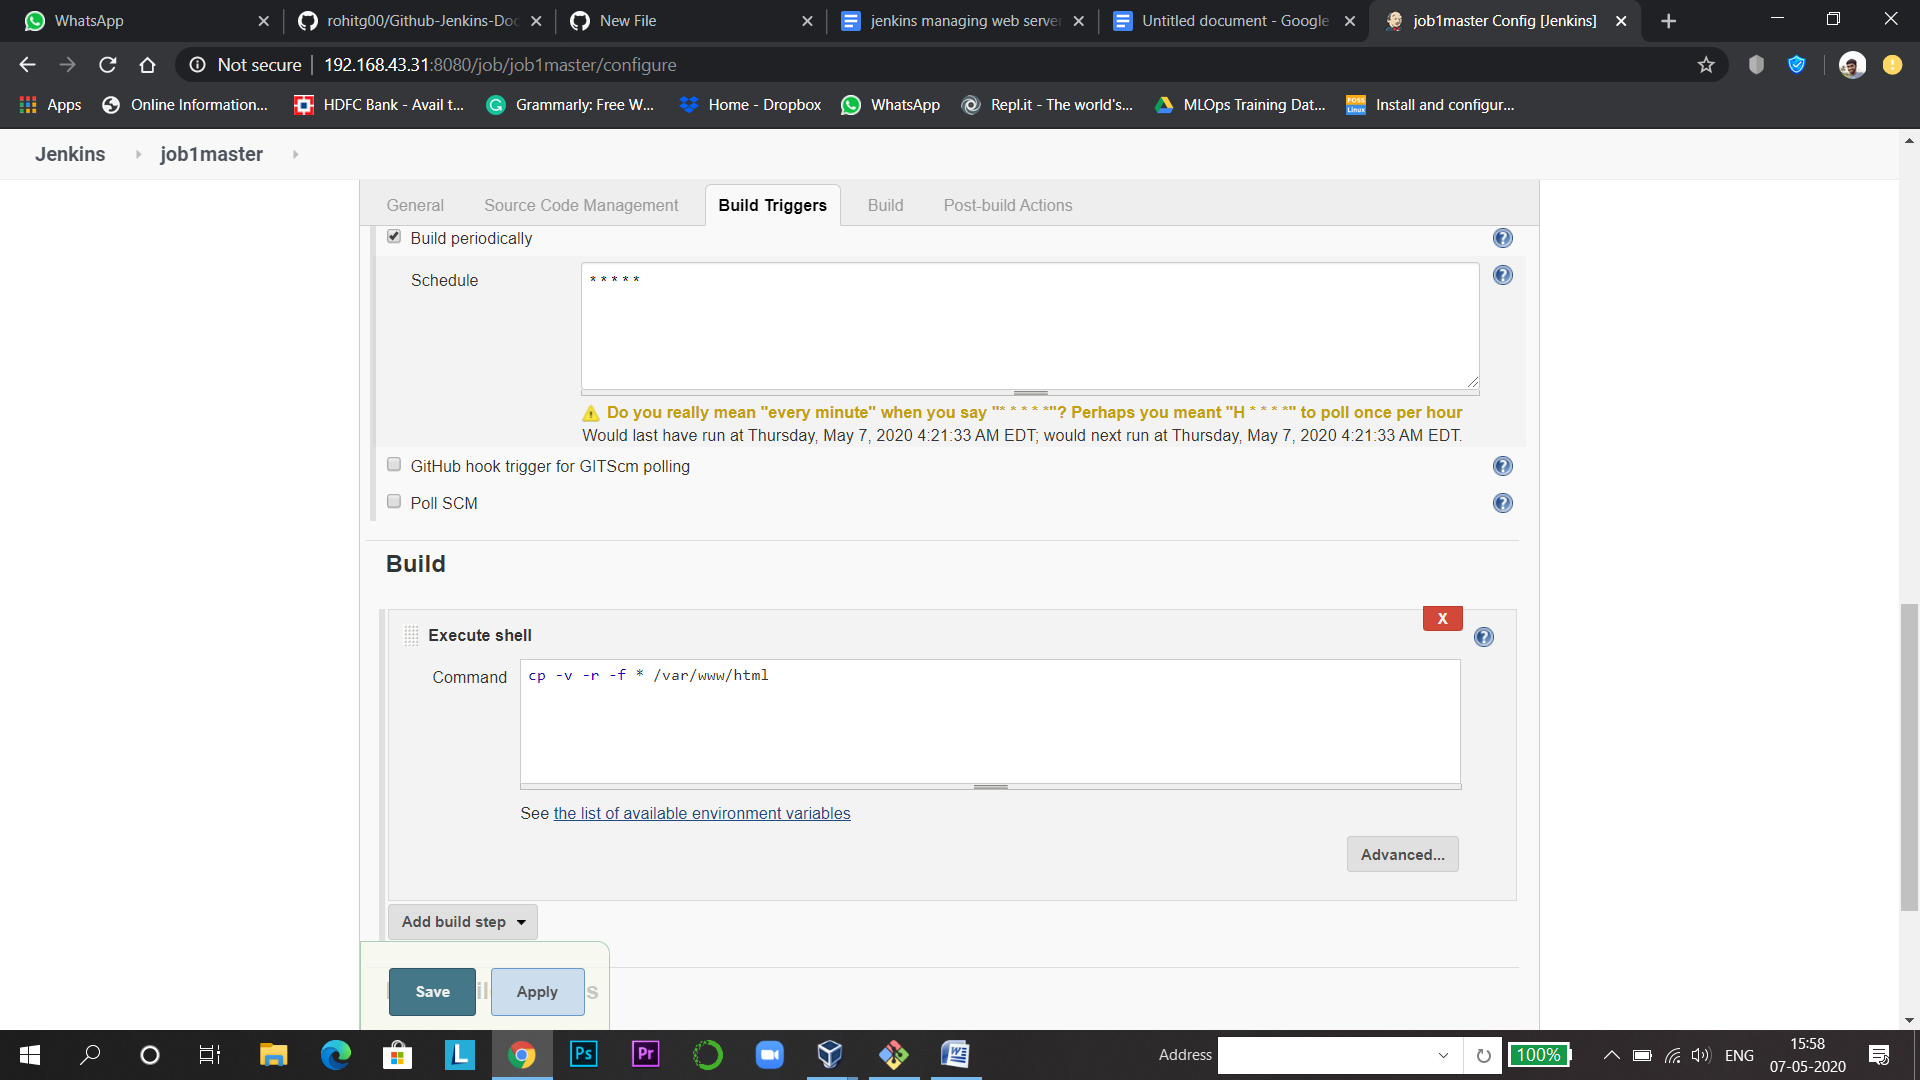 WhatsApp
rohitg00/Github-Jenkins-Doc
New File
jenkins managing web server
Untitled document - Google
job1master Config [Jenkins]
Not secure
192.168.43.31:8080/job/job1master/configure
Apps
Online Information...
HDFC Bank - Avail t...
Grammarly: Free W...
Home - Dropbox
WhatsApp
Repl.it - The world's...
MLOps Training Dat...
FOSS Linux
Install and configur...
Jenkins
job1master
General
Source Code Management
Build Triggers
Build
Post-build Actions
Build periodically
Schedule
* * * * *
Do you really mean "every minute" when you say "* * * * *"? Perhaps you meant "H * * * *" to poll once per hour
Would last have run at Thursday, May 7, 2020 4:21:33 AM EDT; would next run at Thursday, May 7, 2020 4:21:33 AM EDT.
GitHub hook trigger for GITScm polling
Poll SCM
Build
Execute shell
X
Command
cp -v -r -f * /var/www/html
See the list of available environment variables
Advanced...
Add build step
Save
Apply
Address
100%
ENG
15:58
07-05-2020